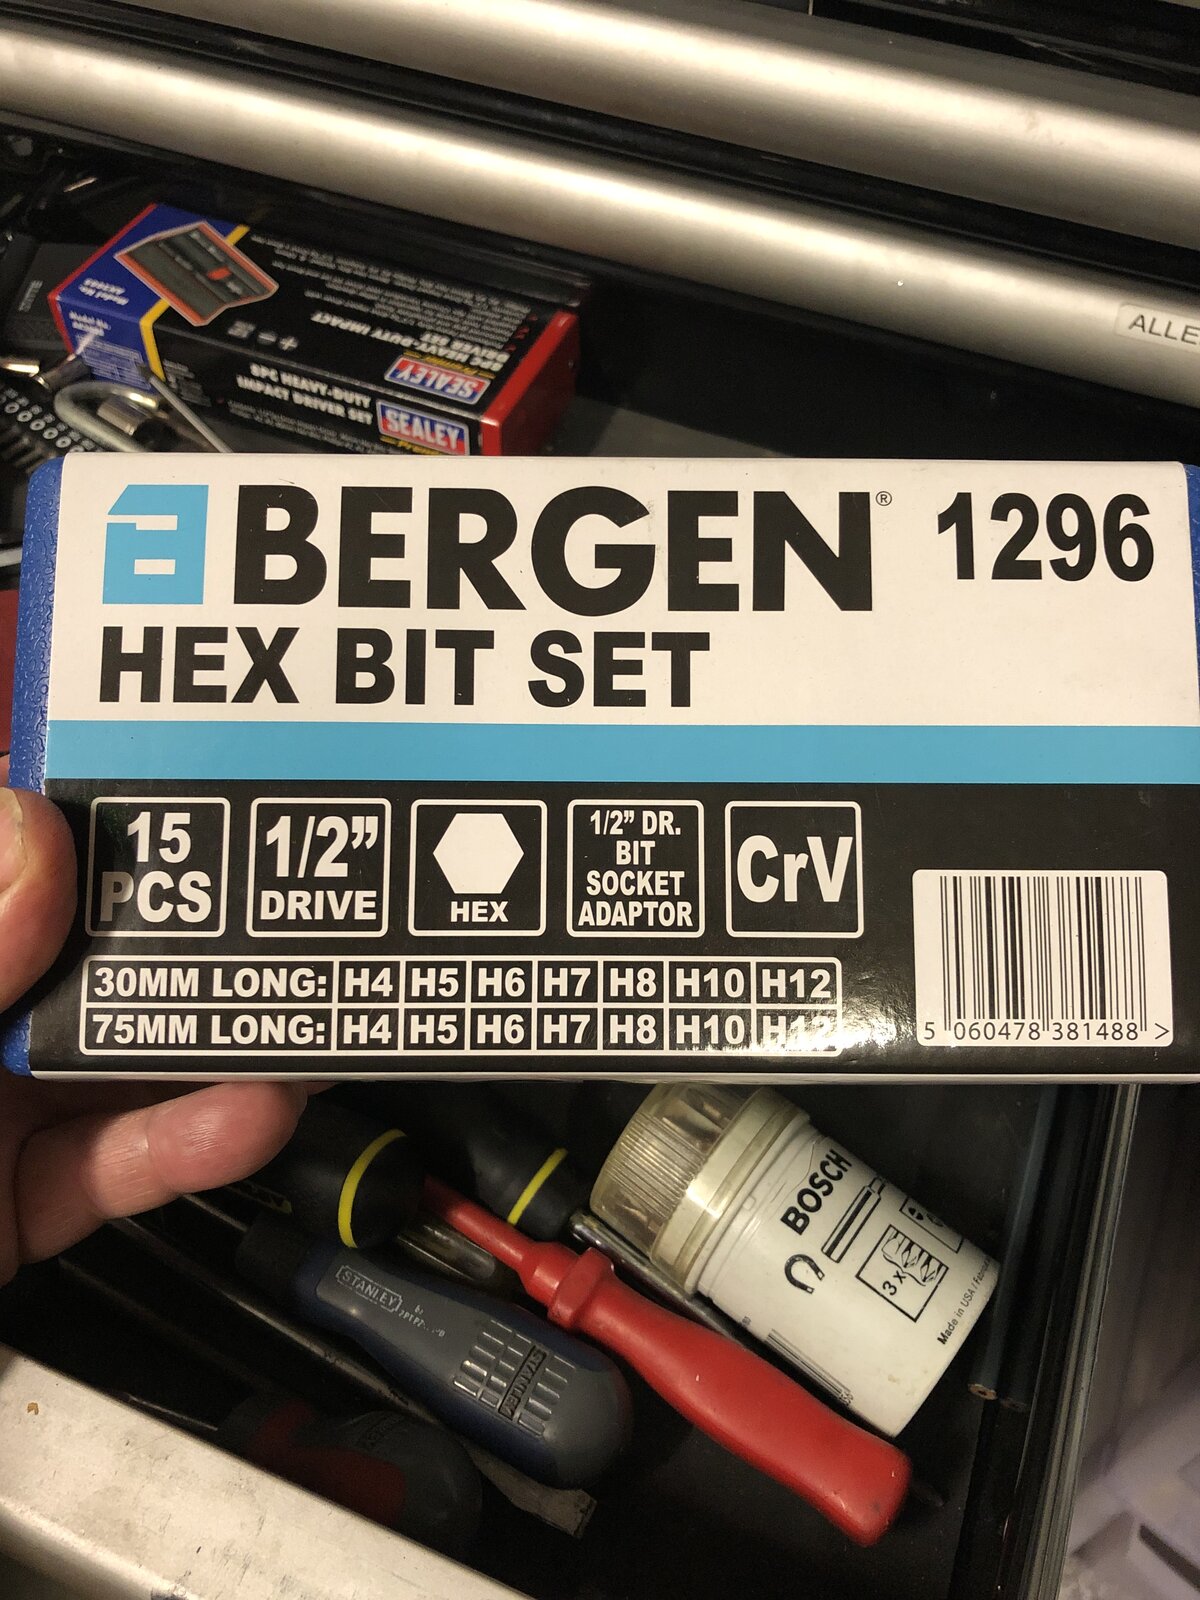 ALLE
SEALEY
8PC HEAVY-DUTY
IMPACT DRIVER SET
SEALEY
BERGEN® 1296
HEX BIT SET
15
PCS
1/2”
DRIVE
HEX
1/2” DR.
BIT
SOCKET
ADAPTOR
CrV
30MM LONG: H4 H5 H6 H7 H8 H10 H12
75MM LONG: H4 H5 H6 H7 H8 H10 H12
5 060478 381488 >
BOSCH
3x
Made in USA
STANLEY
STANLEY